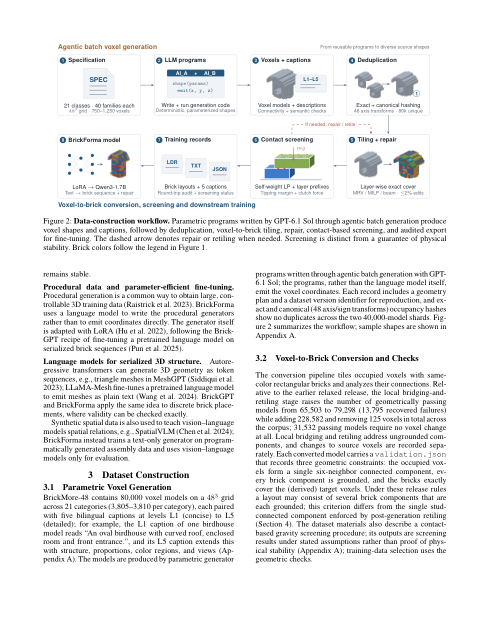 Agentic batch voxel generation
From reusable programs to diverse source shapes
1 Specification
SPEC
21 classes · 40 families each
48³ grid · 750–1,250 voxels
2 LLM programs
AI_A + AI_B
shape(params)
emit(x, y, z)
Write + run generation code
Deterministic, parameterized shapes
3 Voxels + captions
L1–L5
Voxel models + descriptions
Connectivity + semantic checks
4 Deduplication
Exact + canonical hashing
48 axis transforms · 80k unique
If needed: repair / retile
8 BrickForma model
LoRA → Qwen3-1.7B
Text → brick sequence + repair
7 Training records
LDR
TXT
JSON
Brick layouts + 5 captions
Round-trip audit + screening status
6 Contact screening
Self-weight LP + layer prefixes
Tipping margin + clutch force
5 Tiling + repair
Layer-wise exact cover
MRV / MILP / beam · ≤2% edits
Voxel-to-brick conversion, screening and downstream training
Figure 2: Data-construction workflow. Parametric programs written by GPT-6.1 Sol through agentic batch generation produce
voxel shapes and captions, followed by deduplication, voxel-to-brick tiling, repair, contact-based screening, and audited export
for fine-tuning. The dashed arrow denotes repair or retiling when needed. Screening is distinct from a guarantee of physical
stability. Brick colors follow the legend in Figure 1.
remains stable.
Procedural data and parameter-efficient fine-tuning.
Procedural generation is a common way to obtain large, con-
trollable 3D training data (Raistrick et al. 2023). BrickForma
uses a language model to write the procedural generators
rather than to emit coordinates directly. The generator itself
is adapted with LoRA (Hu et al. 2022), following the Brick-
GPT recipe of fine-tuning a pretrained language model on
serialized brick sequences (Pun et al. 2025).
Language models for serialized 3D structure. Autore-
gressive transformers can generate 3D geometry as token
sequences, e.g., triangle meshes in MeshGPT (Siddiqui et al.
2023); LLaMA-Mesh fine-tunes a pretrained language model
to emit meshes as plain text (Wang et al. 2024). BrickGPT
and BrickForma apply the same idea to discrete brick place-
ments, where validity can be checked exactly.
Synthetic spatial data is also used to teach vision–language
models spatial relations, e.g., SpatialVLM (Chen et al. 2024);
BrickForma instead trains a text-only generator on program-
matically generated assembly data and uses vision–language
models only for evaluation.
3 Dataset Construction
3.1 Parametric Voxel Generation
BrickMore-48 contains 80,000 voxel models on a 48³ grid
across 21 categories (3,805–3,810 per category), each paired
with five bilingual captions at levels L1 (concise) to L5
(detailed); for example, the L1 caption of one birdhouse
model reads “An oval birdhouse with curved roof, enclosed
room and front entrance.”, and its L5 caption extends this
with structure, proportions, color regions, and views (Ap-
pendix A). The models are produced by parametric generator
programs written through agentic batch generation with GPT-
6.1 Sol; the programs, rather than the language model itself,
emit the voxel coordinates. Each record includes a geometry
plan and a dataset version identifier for reproduction, and ex-
act and canonical (48 axis/sign transforms) occupancy hashes
show no duplicates across the two 40,000-model shards. Fig-
ure 2 summarizes the workflow; sample shapes are shown in
Appendix A.
3.2 Voxel-to-Brick Conversion and Checks
The conversion pipeline tiles occupied voxels with same-
color rectangular bricks and analyzes their connections. Rel-
ative to the earlier relaxed release, the local bridging-and-
retiling stage raises the number of geometrically passing
models from 65,503 to 79,298 (13,795 recovered failures)
while adding 228,582 and removing 125 voxels in total across
the corpus; 31,532 passing models require no voxel change
at all. Local bridging and retiling address ungrounded com-
ponents, and changes to source voxels are recorded sepa-
rately. Each converted model carries a validation.json
that records three geometric constraints: the occupied vox-
els form a single six-neighbor connected component, ev-
ery brick component is grounded, and the bricks exactly
cover the (derived) target voxels. Under these release rules
a layout may consist of several brick components that are
each grounded; this criterion differs from the single stud-
connected component enforced by post-generation retiling
(Section 4). The dataset materials also describe a contact-
based gravity screening procedure; its outputs are screening
results under stated assumptions rather than proof of phys-
ical stability (Appendix A); training-data selection uses the
geometric checks.